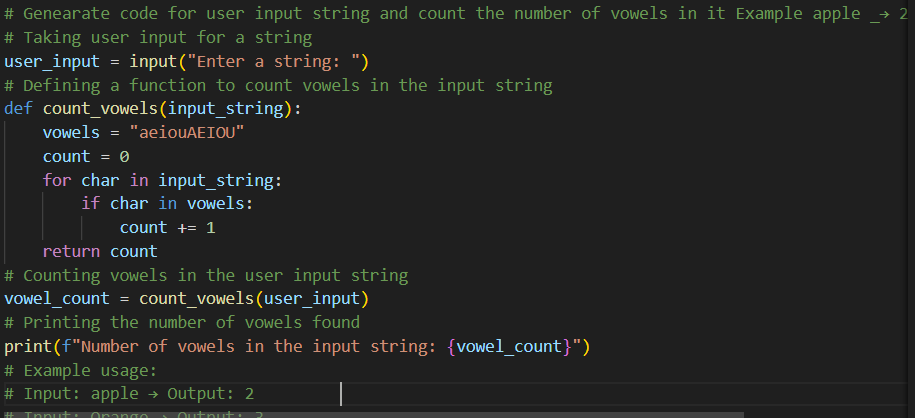 # Genearate code for user input string and count the number of vowels in it Example apple _→ 2
# Taking user input for a string
user_input = input("Enter a string: ")
# Defining a function to count vowels in the input string
def count_vowels(input_string):
    vowels = "aeiouAEIOU"
    count = 0
    for char in input_string:
        if char in vowels:
            count += 1
    return count
# Counting vowels in the user input string
vowel_count = count_vowels(user_input)
# Printing the number of vowels found
print(f"Number of vowels in the input string: {vowel_count}")
# Example usage:
# Input: apple → Output: 2
# Input: Orange → Output: 3